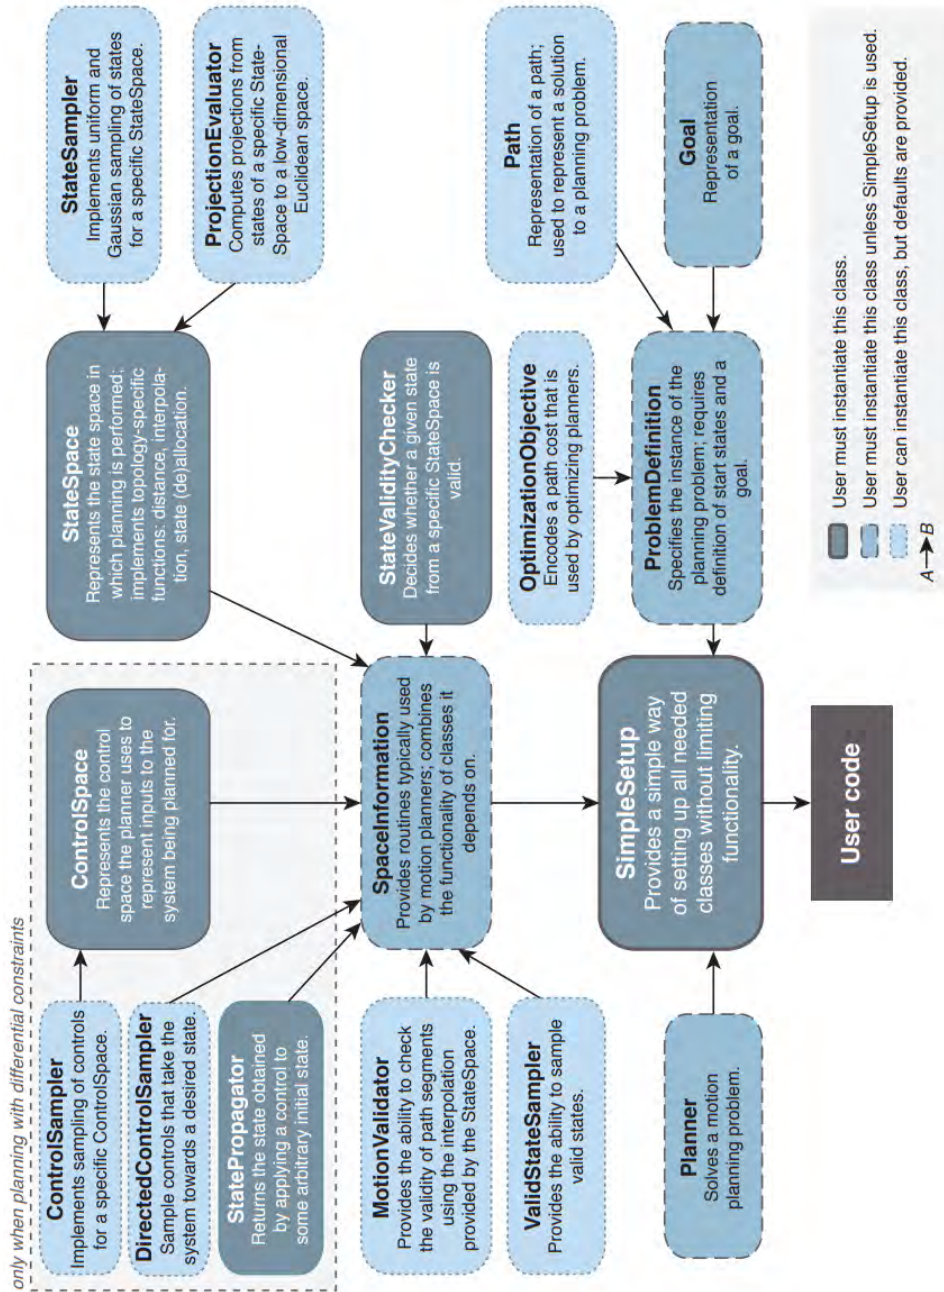 only when planning with differential constraints
ControlSampler
Implements sampling of controls
for a specific ControlSpace.
DirectedControlSampler
Sample controls that take the
system towards a desired state.
StatePropagator
Returns the state obtained
by applying a control to
some arbitrary initial state.
ControlSpace
Represents the control
space the planner uses to
represent inputs to the
system being planned for.
StateSpace
Represents the state space in
which planning is performed;
implements topology-specific
functions: distance, interpola-
tion, state (de)allocation.
StateSampler
Implements uniform and
Gaussian sampling of states
for a specific StateSpace.
ProjectionEvaluator
Computes projections from
states of a specific State-
Space to a low-dimensional
Euclidean space.
MotionValidator
Provides the ability to check
the validity of path segments
using the interpolation
provided by the StateSpace.
ValidStateSampler
Provides the ability to sample
valid states.
SpaceInformation
Provides routines typically used
by motion planners; combines
the functionality of classes it
depends on.
StateValidityChecker
Decides whether a given state
from a specific StateSpace is
valid.
OptimizationObjective
Encodes a path cost that is
used by optimizing planners.
Path
Representation of a path;
used to represent a solution
to a planning problem.
Planner
Solves a motion
planning problem.
SimpleSetup
Provides a simple way
of setting up all needed
classes without limiting
functionality.
ProblemDefinition
Specifies the instance of the
planning problem; requires
definition of start states and a
goal.
Goal
Representation
of a goal.
User code
User must instantiate this class.
User must instantiate this class unless SimpleSetup is used.
User can instantiate this class, but defaults are provided.
A→B